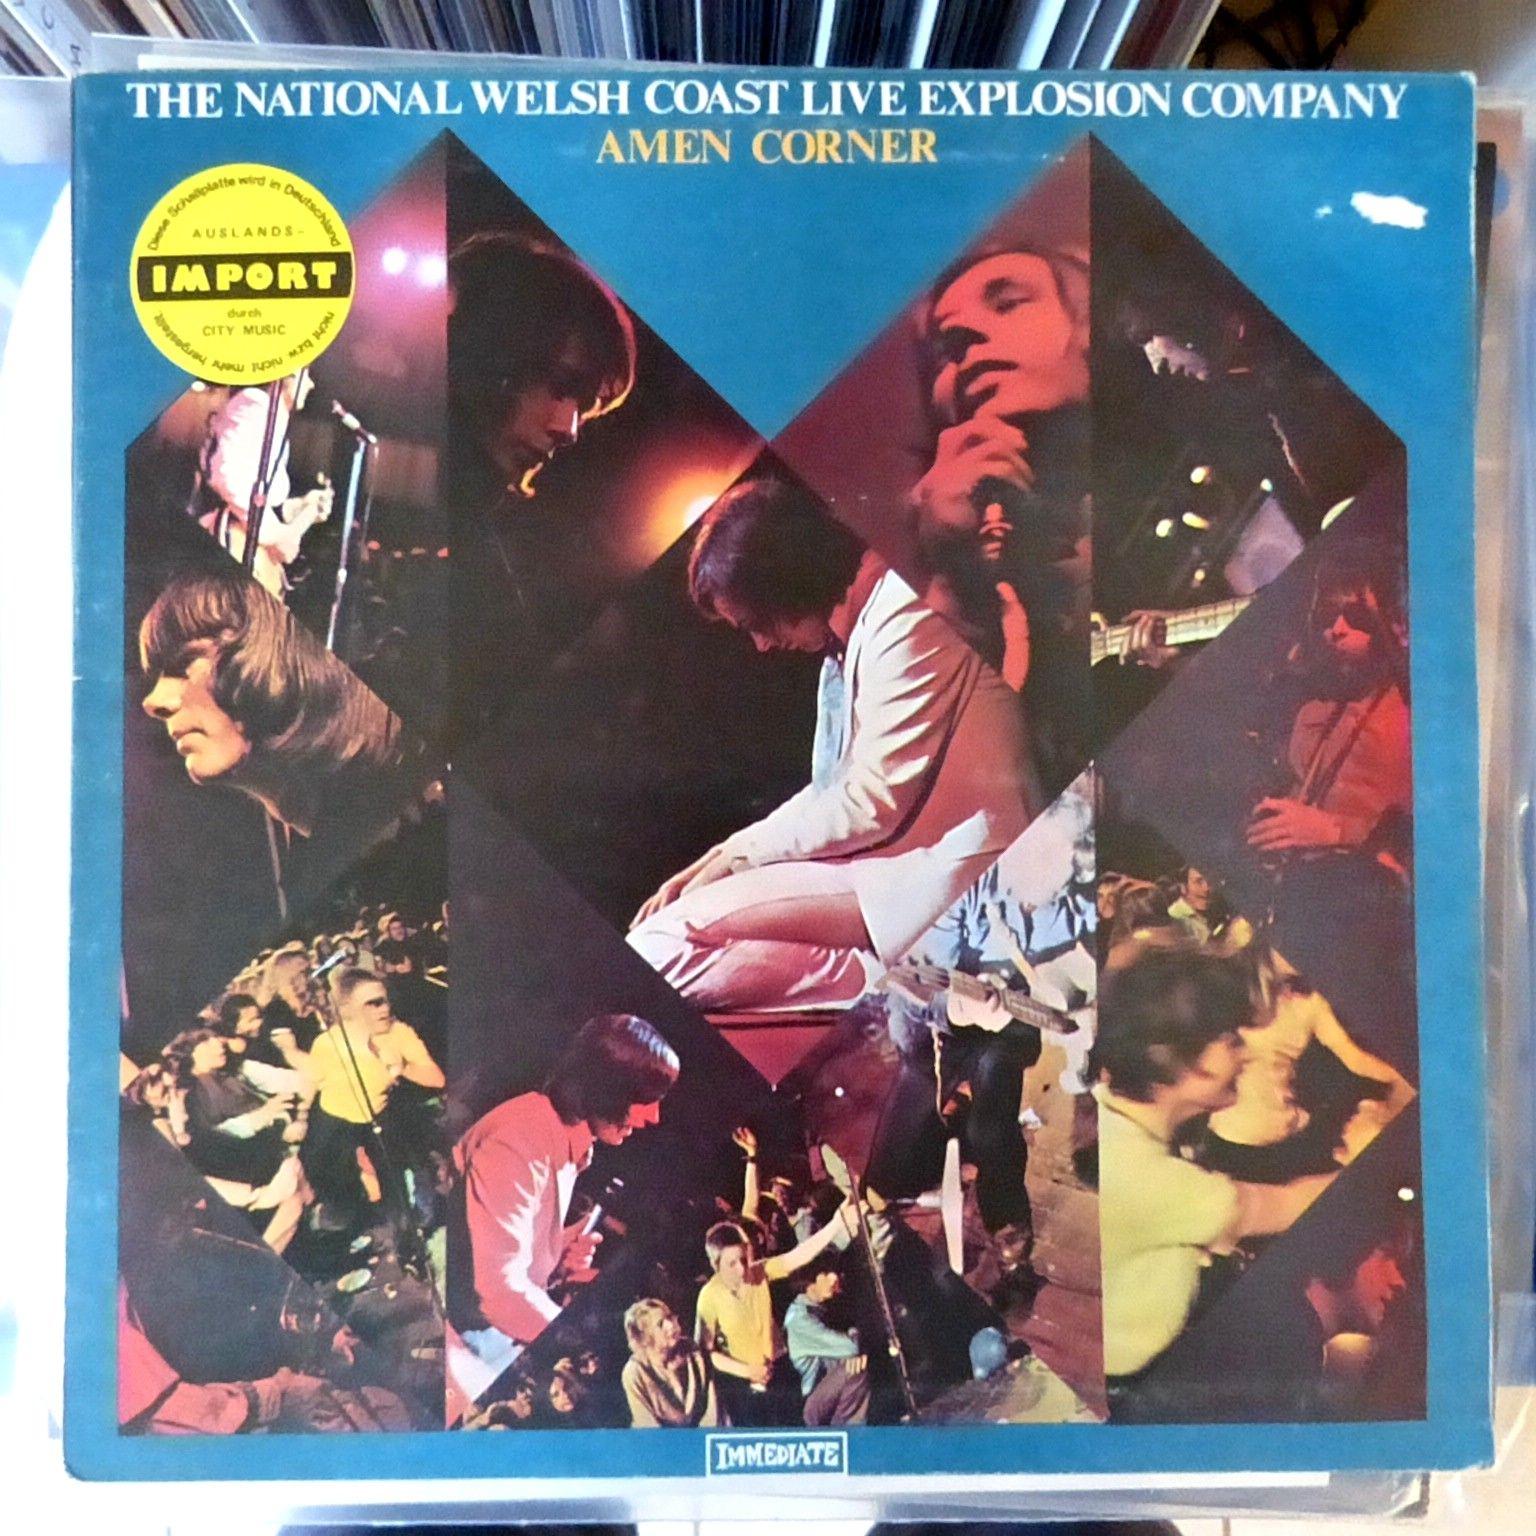 THE NATIONAL WELSH COAST LIVE EXPLOSION COMPANY
AMEN CORNER
Diese Schallplatte wird in Deutschland
AUSLANDS-
IMPORT
durch
CITY MUSIC
nicht bzw. nicht mehr hergestellt
IMMEDIATE